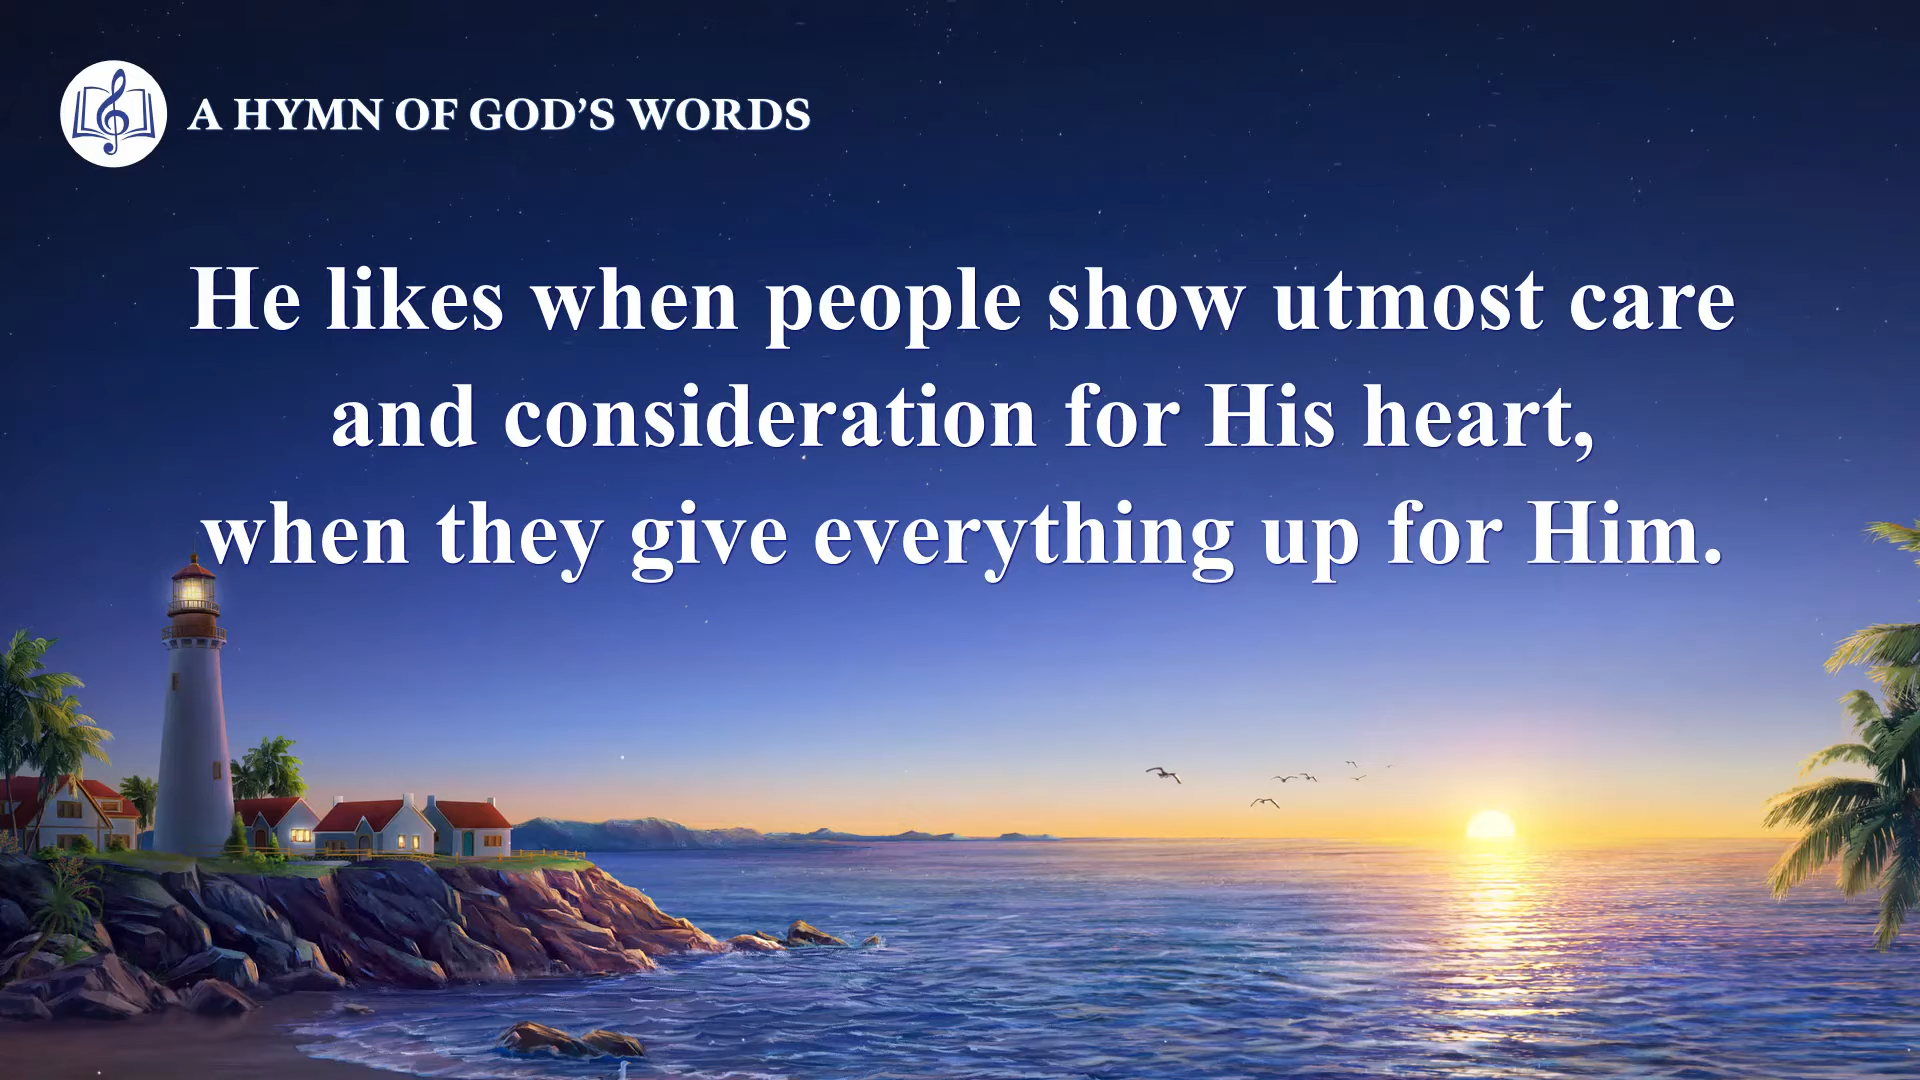 A HYMN OF GOD’S WORDS
He likes when people show utmost care
and consideration for His heart,
when they give everything up for Him.